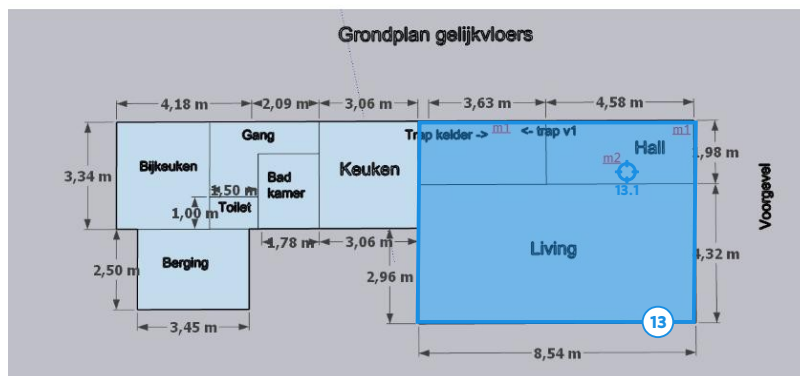 Grondplan gelijkvloers
4,18 m 2,09 m 3,06 m 3,63 m 4,58 m
Gang Trap kelder -> m1 <- trap v1 m1
Hall 1,98 m
Bijkeuken Keuken m2
3,34 m Bad
kamer
1,50 m 13.1
Toilet
1,00 m
Voorgevel
1,78 m 3,06 m
Living 4,32 m
Berging
2,50 m 2,96 m
3,45 m 13
8,54 m